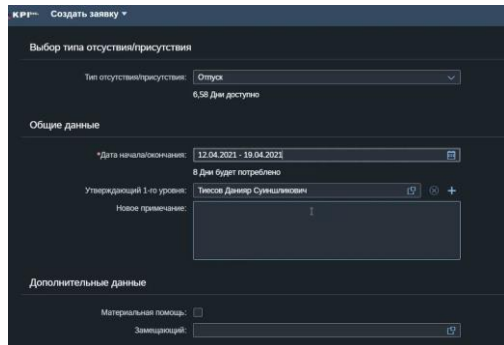 KPI
Создать заявку
Выбор типа отсуствия/присутствия
Тип отсутствия/присутствия: Отпуск
6,58 Дни доступно
Общие данные
*Дата начала/окончания: 12.04.2021 - 19.04.2021
8 Дни будет потреблено
Утверждающий 1-го уровня: Тиесов Данияр
Новое примечание:
Дополнительные данные
Материальная помощь:
Замещающий: